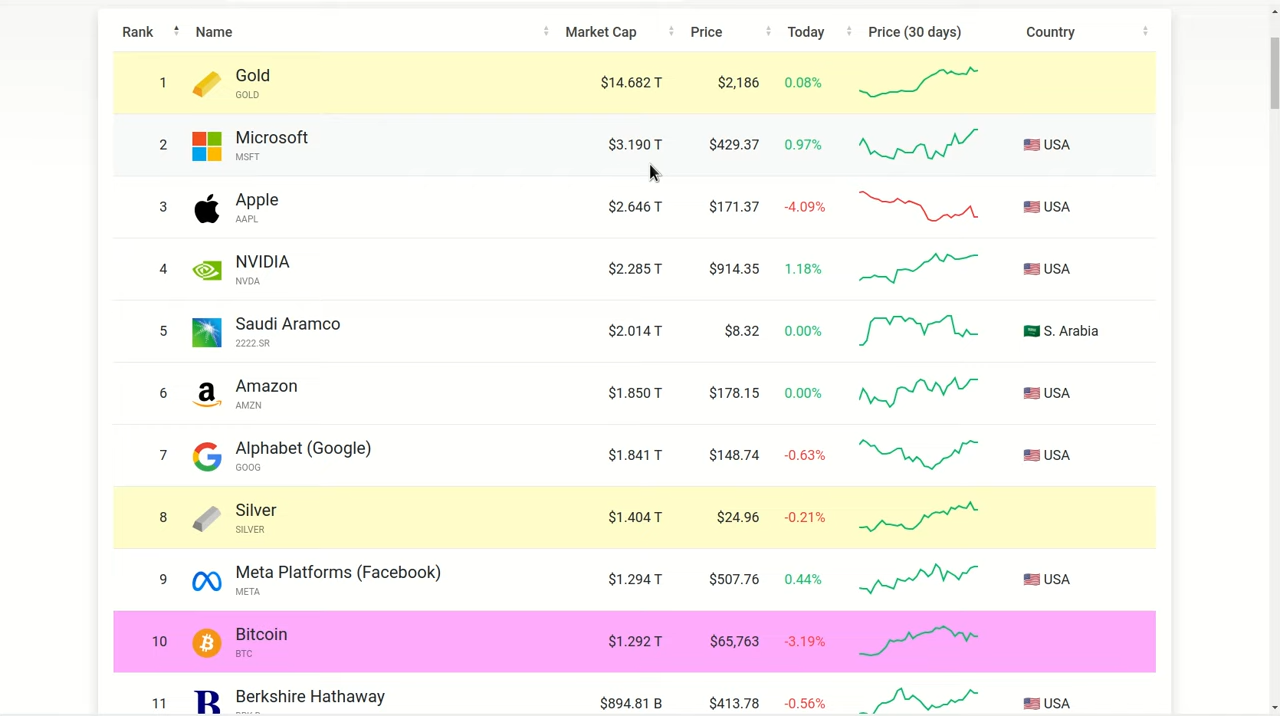 Rank Name Market Cap Price Today Price (30 days) Country
1 Gold $14.682 T $2,186 0.08%
GOLD
2 Microsoft $3.190 T $429.37 0.97% USA
MSFT
3 Apple $2.646 T $171.37 -4.09% USA
AAPL
4 NVIDIA $2.285 T $914.35 1.18% USA
NVDA
5 Saudi Aramco $2.014 T $8.32 0.00% S. Arabia
2222.SR
6 a Amazon $1.850 T $178.15 0.00% USA
AMZN
7 G Alphabet (Google) $1.841 T $148.74 -0.63% USA
GOOG
8 Silver $1.404 T $24.96 -0.21%
SILVER
9 Meta Platforms (Facebook) $1.294 T $507.76 0.44% USA
META
10 Bitcoin $1.292 T $65,763 -3.19%
BTC
11 B Berkshire Hathaway $894.81 B $413.78 -0.56% USA